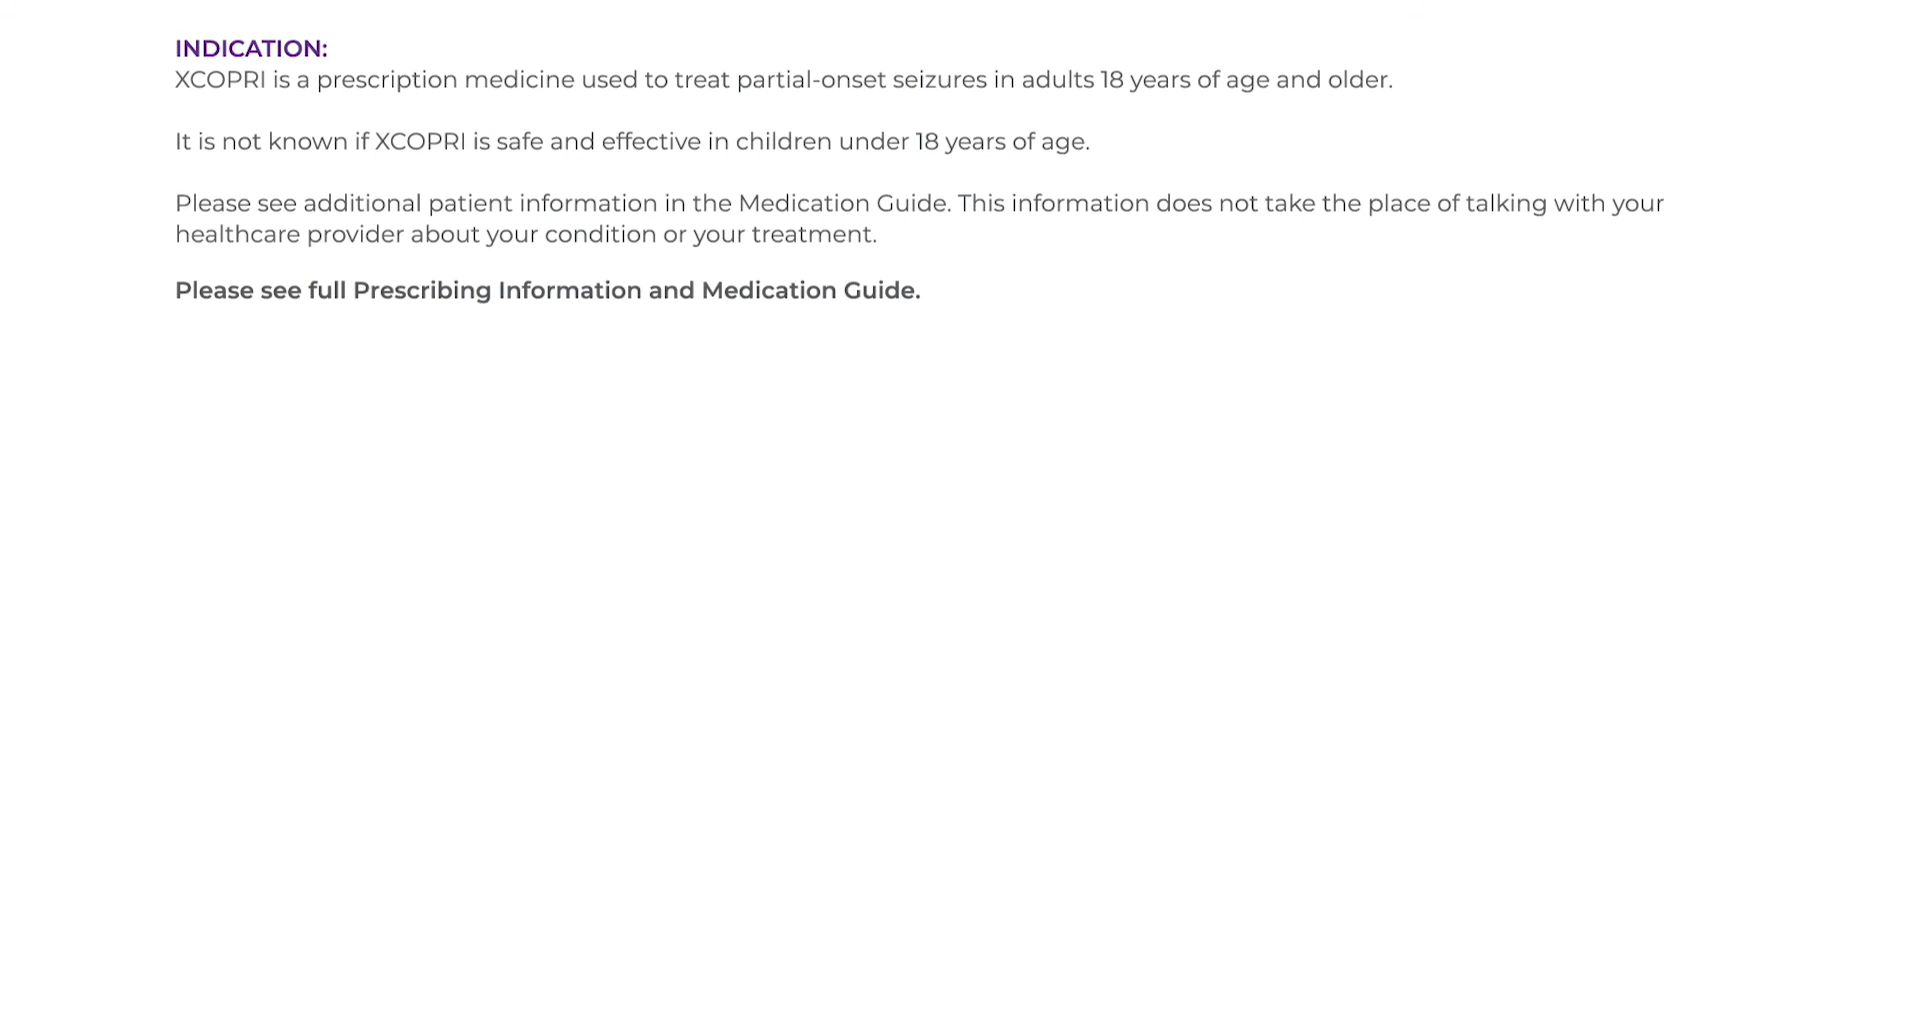 INDICATION:
XCOPRI is a prescription medicine used to treat partial-onset seizures in adults 18 years of age and older.
It is not known if XCOPRI is safe and effective in children under 18 years of age.
Please see additional patient information in the Medication Guide. This information does not take the place of talking with your
healthcare provider about your condition or your treatment.
Please see full Prescribing Information and Medication Guide.